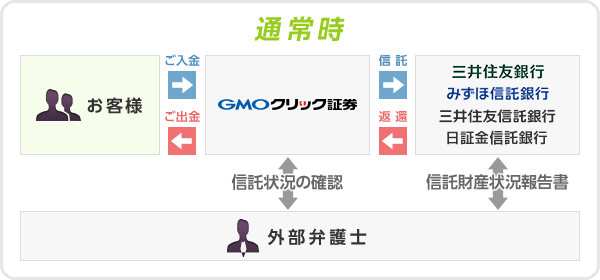 通常時
ご入金
信託
お客様
ご出金
GMOクリック証券
返還
三井住友銀行
みずほ信託銀行
三井住友信託銀行
日証金信託銀行
信託状況の確認
信託財産状況報告書
外部弁護士